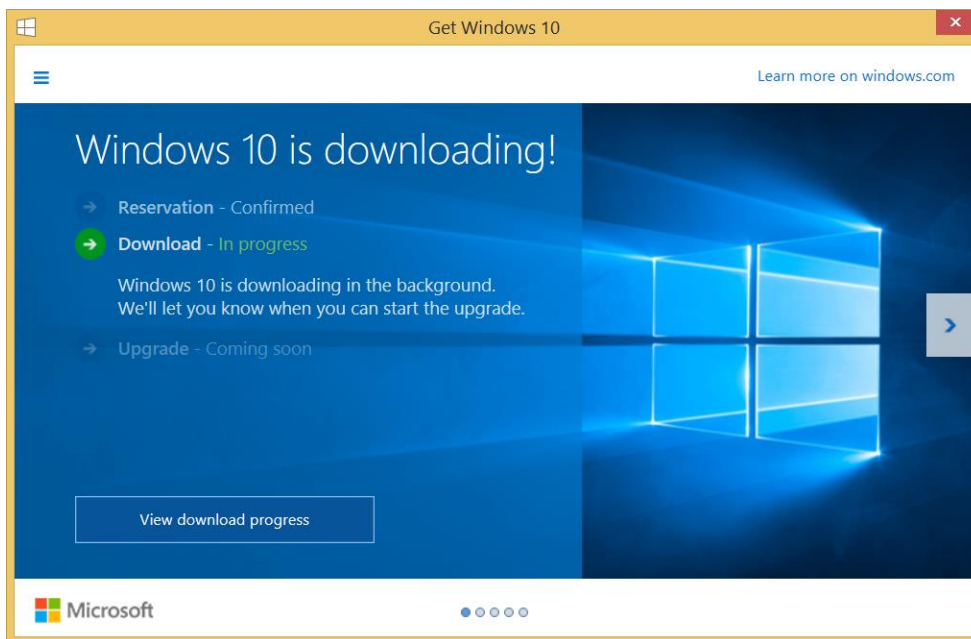 Get Windows 10
Learn more on windows.com
Windows 10 is downloading!
Reservation - Confirmed
Download - In progress
Windows 10 is downloading in the background.
We'll let you know when you can start the upgrade.
Upgrade - Coming soon
View download progress
Microsoft